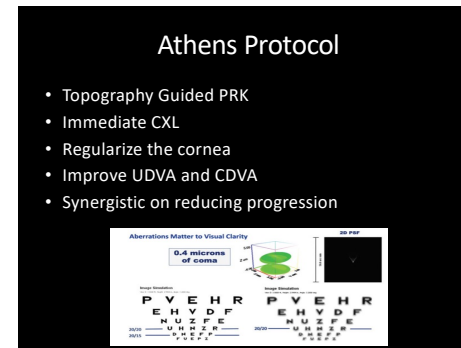 Athens Protocol
• Topography Guided PRK
• Immediate CXL
• Regularize the cornea
• Improve UDVA and CDVA
• Synergistic on reducing progression
Aberrations Matter to Visual Clarity
2D PSF
0.4 microns
of coma
Image Simulation
Image Simulation
P V E H R
P V E H R
E H V D F
E H V D F
N U Z F E
N U Z F E
20/20
U H N Z R
20/20
U H N Z R
20/15
D H E F P
D H E F P
F U E P Z
F U E P Z